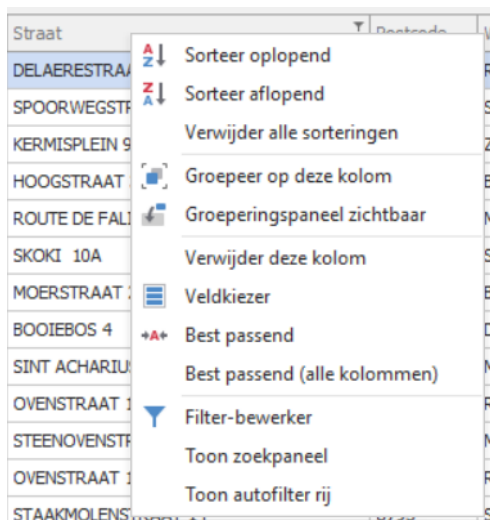 Straat
Postcode
DELAERESTRAA
Sorteer oplopend
SPOORWEGSTR
Sorteer aflopend
KERMISPLEIN 9
Verwijder alle sorteringen
HOOGSTRAAT
Groepeer op deze kolom
ROUTE DE FALI
Groeperingspaneel zichtbaar
SKOKI 10A
Verwijder deze kolom
MOERSTRAAT
Veldkiezer
BOOIEBOS 4
Best passend
SINT ACHARIUS
Best passend (alle kolommen)
OVENSTRAAT 1
Filter-bewerker
STEENOVENSTR
Toon zoekpaneel
OVENSTRAAT 1
Toon autofilter rij